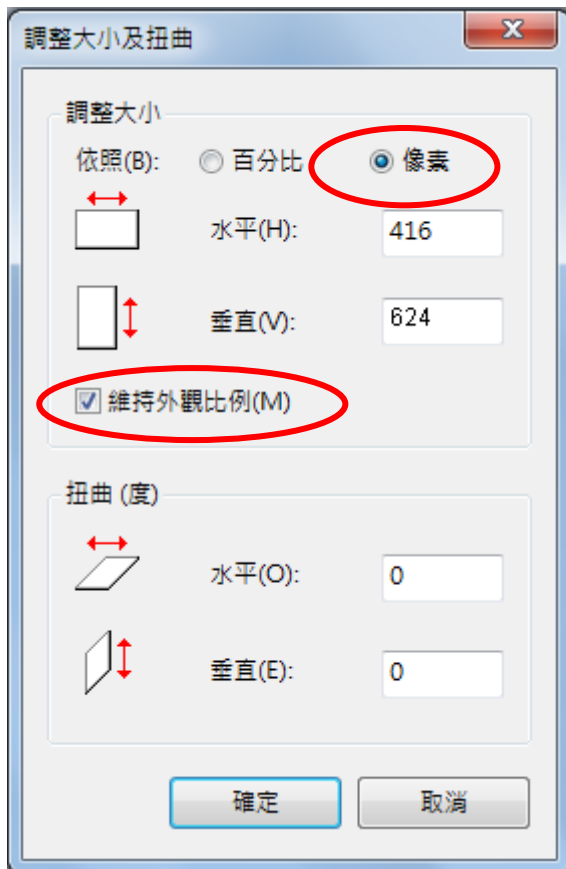 調整大小及扭曲
調整大小
依照(B): 百分比 像素
水平(H): 416
垂直(V): 624
維持外觀比例(M)
扭曲 (度)
水平(O): 0
垂直(E): 0
確定 取消